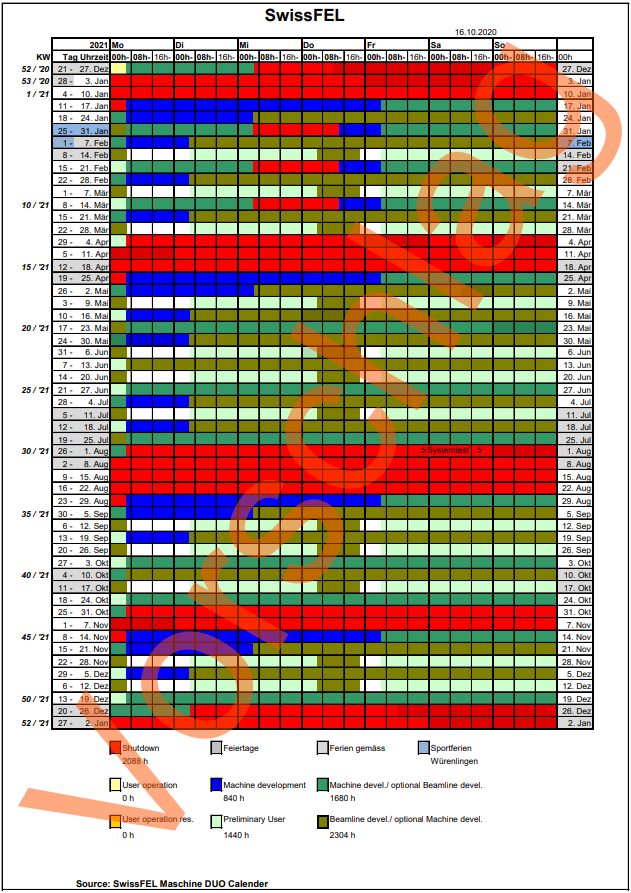 SwissFEL
16.10.2020
2021 Mo Di Mi Do Fr Sa So
KW Tag Uhrzeit 00h- 08h- 16h- 00h- 08h- 16h- 00h- 08h- 16h- 00h- 08h- 16h- 00h- 08h- 16h- 00h- 08h- 16h- 00h- 08h- 16h- 00h
52 / '20 21 - 27. Dez 27. Dez
53 / '20 28 - 3. Jan 3. Jan
1 / '21 4 - 10. Jan 10. Jan
11 - 17. Jan 17. Jan
18 - 24. Jan 24. Jan
25 - 31. Jan 31. Jan
1 - 7. Feb 7. Feb
8 - 14. Feb 14. Feb
15 - 21. Feb 21. Feb
22 - 28. Feb 28. Feb
1 - 7. Mär 7. Mär
10 / '21 8 - 14. Mär 14. Mär
15 - 21. Mär 21. Mär
22 - 28. Mär 28. Mär
29 - 4. Apr 4. Apr
5 - 11. Apr 11. Apr
15 / '21 12 - 18. Apr 18. Apr
19 - 25. Apr 25. Apr
26 - 2. Mai 2. Mai
3 - 9. Mai 9. Mai
10 - 16. Mai 16. Mai
20 / '21 17 - 23. Mai 23. Mai
24 - 30. Mai 30. Mai
31 - 6. Jun 6. Jun
7 - 13. Jun 13. Jun
14 - 20. Jun 20. Jun
25 / '21 21 - 27. Jun 27. Jun
28 - 4. Jul 4. Jul
5 - 11. Jul 11. Jul
12 - 18. Jul 18. Jul
19 - 25. Jul 25. Jul
30 / '21 26 - 1. Aug Systemtest 1. Aug
2 - 8. Aug 8. Aug
9 - 15. Aug 15. Aug
16 - 22. Aug 22. Aug
23 - 29. Aug 29. Aug
35 / '21 30 - 5. Sep 5. Sep
6 - 12. Sep 12. Sep
13 - 19. Sep 19. Sep
20 - 26. Sep 26. Sep
27 - 3. Okt 3. Okt
40 / '21 4 - 10. Okt 10. Okt
11 - 17. Okt 17. Okt
18 - 24. Okt 24. Okt
25 - 31. Okt 31. Okt
1 - 7. Nov 7. Nov
45 / '21 8 - 14. Nov 14. Nov
15 - 21. Nov 21. Nov
22 - 28. Nov 28. Nov
29 - 5. Dez 5. Dez
6 - 12. Dez 12. Dez
50 / '21 13 - 19. Dez 19. Dez
20 - 26. Dez 26. Dez
52 / '21 27 - 2. Jan 2. Jan
Vorschlag
Shutdown Feiertage Ferien gemäss Sportferien
2088 h Würenlingen
User operation Machine development Machine devel./ optional Beamline devel.
0 h 840 h 1680 h
User operation res. Preliminary User Beamline devel./ optional Machine devel.
0 h 1440 h 2304 h
Source: SwissFEL Maschine DUO Calender